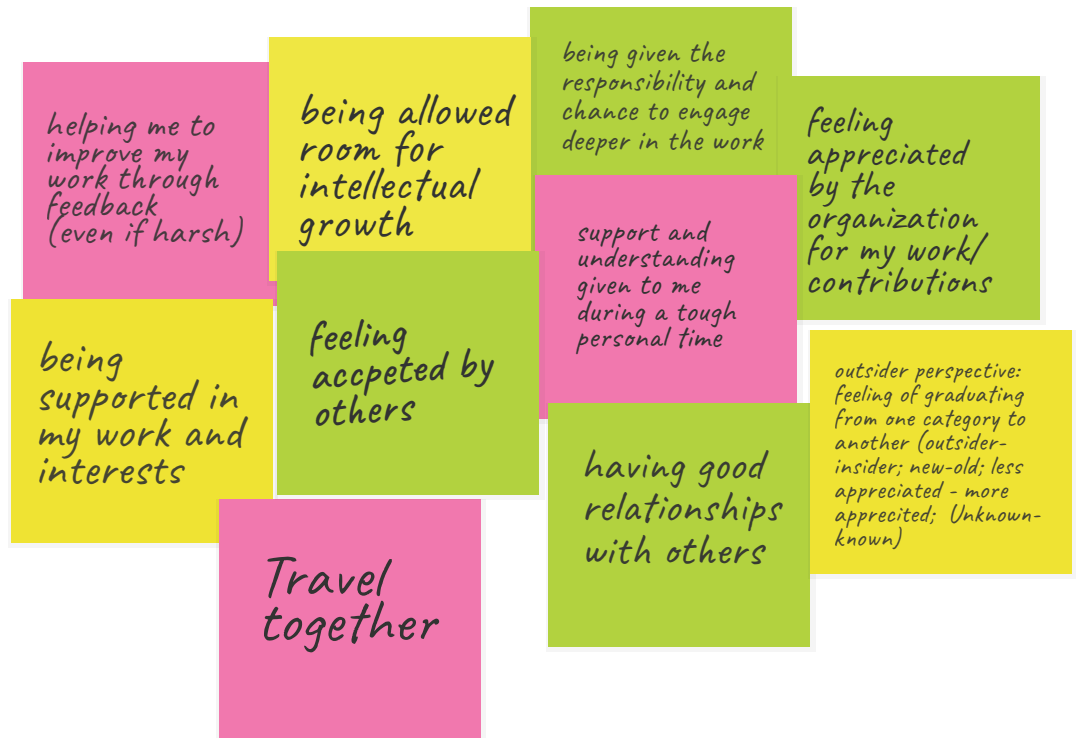 helping me to
improve my
work through
feedback
(even if harsh)
being allowed
room for
intellectual
growth
being given the
responsibility and
chance to engage
deeper in the work
feeling
appreciated
by the
organization
for my work/
contributions
support and
understanding
given to me
during a tough
personal time
being
supported in
my work and
interests
feeling
accpeted by
others
having good
relationships
with others
outsider perspective:
feeling of graduating
from one category to
another (outsider-
insider; new-old; less
appreciated - more
apprecited; Unknown-
known)
Travel
together